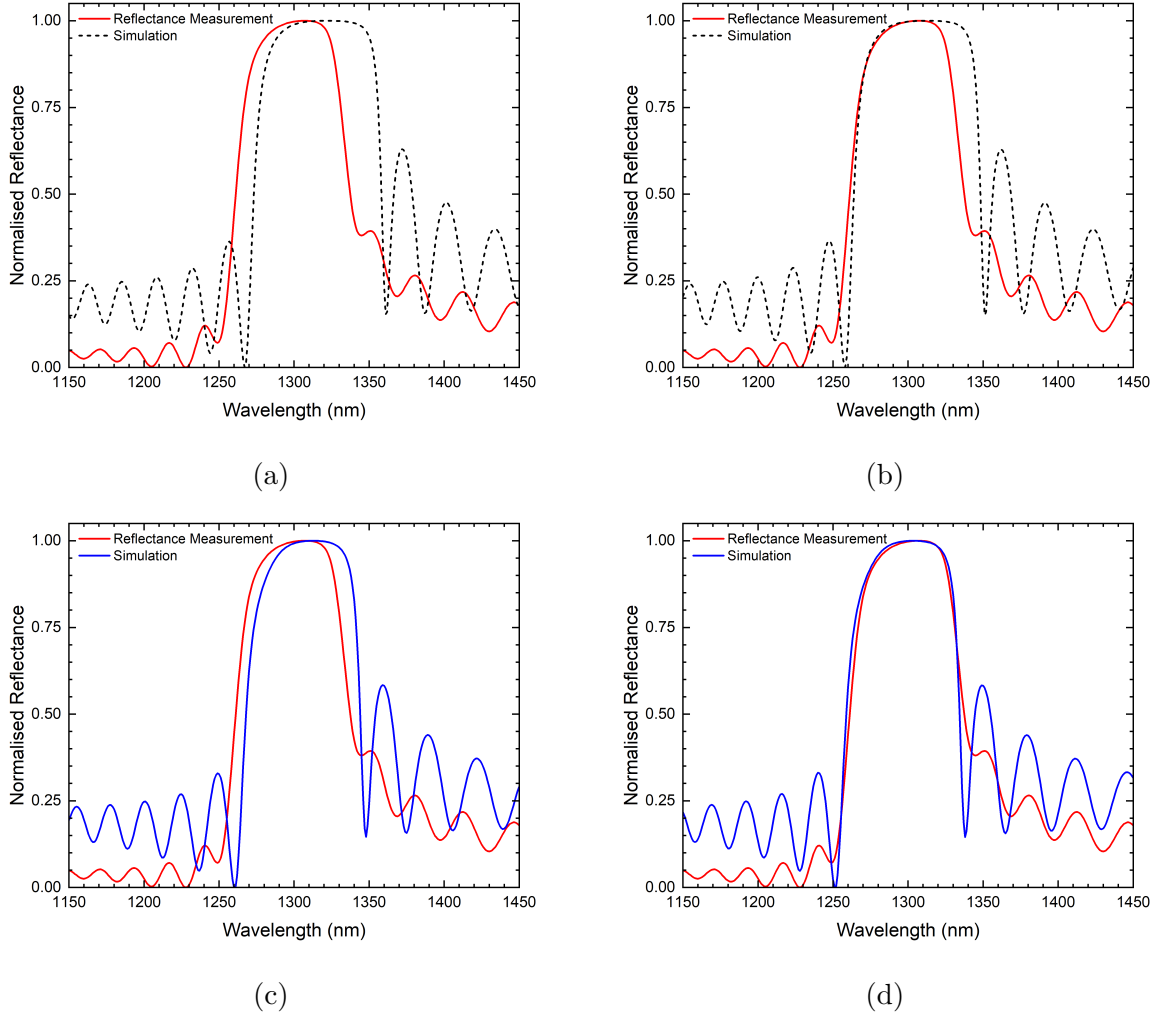 Reflectance Measurement
Simulation
Normalised Reflectance
1.00
0.75
0.50
0.25
0.00
1150 1200 1250 1300 1350 1400 1450
Wavelength (nm)
(a)
Reflectance Measurement
Simulation
Normalised Reflectance
1.00
0.75
0.50
0.25
0.00
1150 1200 1250 1300 1350 1400 1450
Wavelength (nm)
(b)
Reflectance Measurement
Simulation
Normalised Reflectance
1.00
0.75
0.50
0.25
0.00
1150 1200 1250 1300 1350 1400 1450
Wavelength (nm)
(c)
Reflectance Measurement
Simulation
Normalised Reflectance
1.00
0.75
0.50
0.25
0.00
1150 1200 1250 1300 1350 1400 1450
Wavelength (nm)
(d)